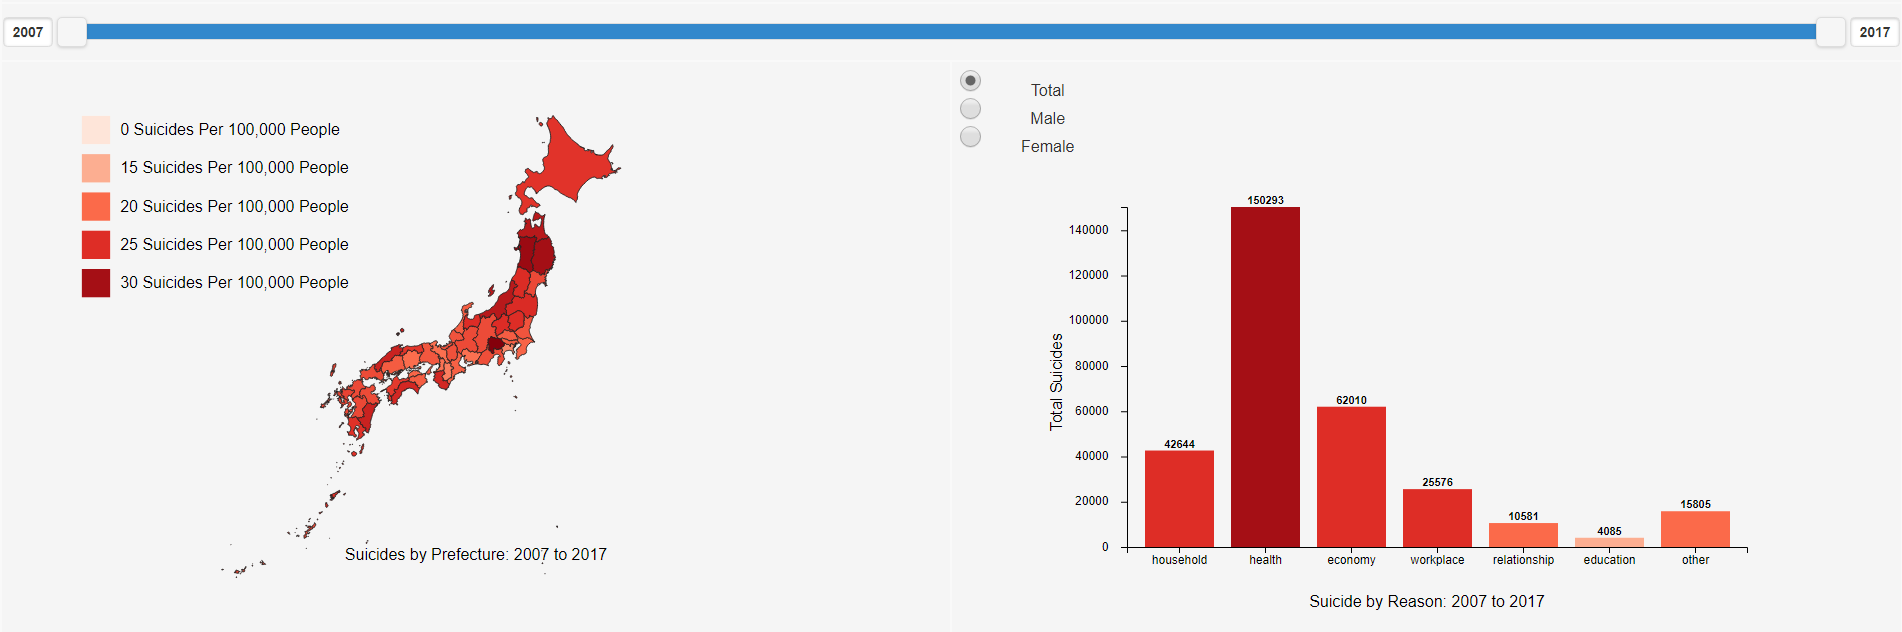 2007
2017
0 Suicides Per 100,000 People
15 Suicides Per 100,000 People
20 Suicides Per 100,000 People
25 Suicides Per 100,000 People
30 Suicides Per 100,000 People
Suicides by Prefecture: 2007 to 2017
Total
Male
Female
Total Suicides
140000
120000
100000
80000
60000
40000
20000
0
42644
150293
62010
25576
10581
4085
15805
household
health
economy
workplace
relationship
education
other
Suicide by Reason: 2007 to 2017